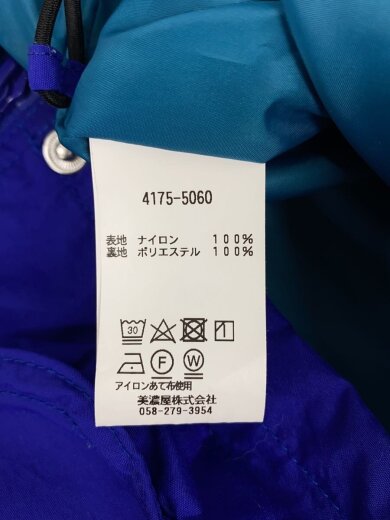 4175-5060
表地 ナイロン 100%
裏地 ポリエステル 100%
30
F W
アイロンあて布使用
美濃屋株式会社
058-279-3954